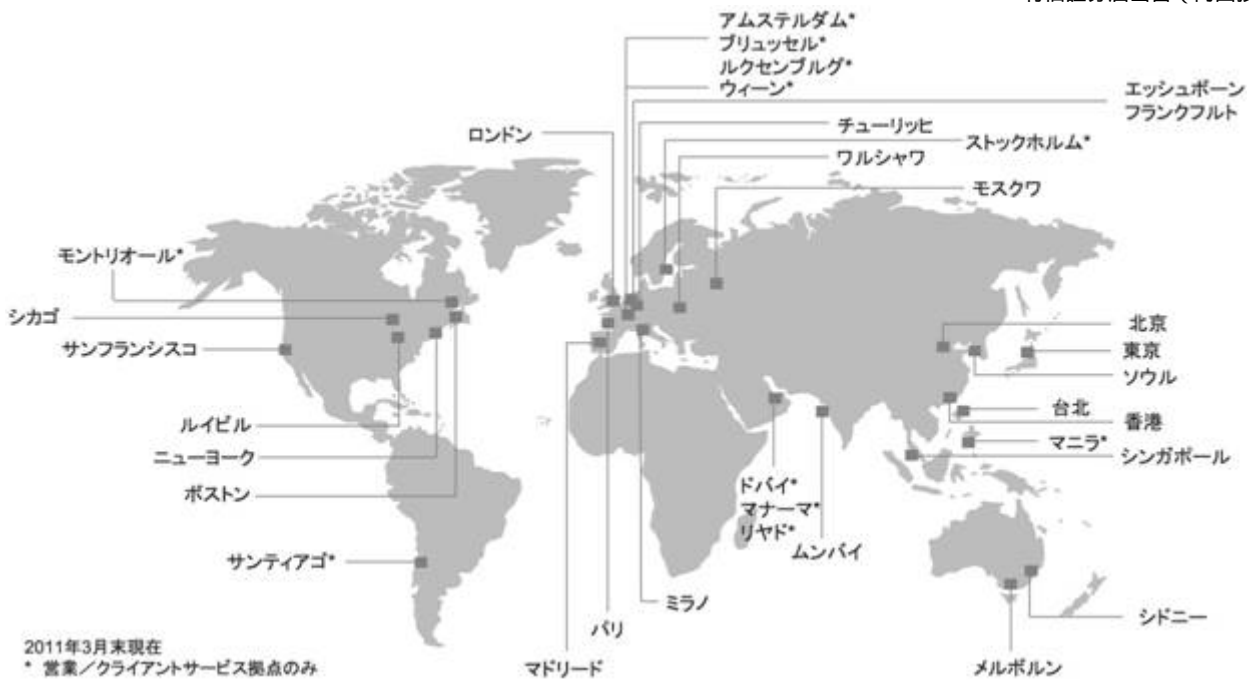 アムステルダム*
ブリュッセル*
ルクセンブルグ*
ウィーン*
エッシュボーン
フランクフルト
ロンドン
チューリッヒ
ストックホルム*
ワルシャワ
モスクワ
モントリオール*
シカゴ
サンフランシスコ
北京
東京
ソウル
台北
香港
マニラ*
シンガポール
ルイビル
ニューヨーク
ボストン
ドバイ*
マナーマ*
リヤド*
ムンバイ
サンティアゴ*
ミラノ
パリ
シドニー
マドリード
メルボルン
2011年3月末現在
* 営業／クライアントサービス拠点のみ